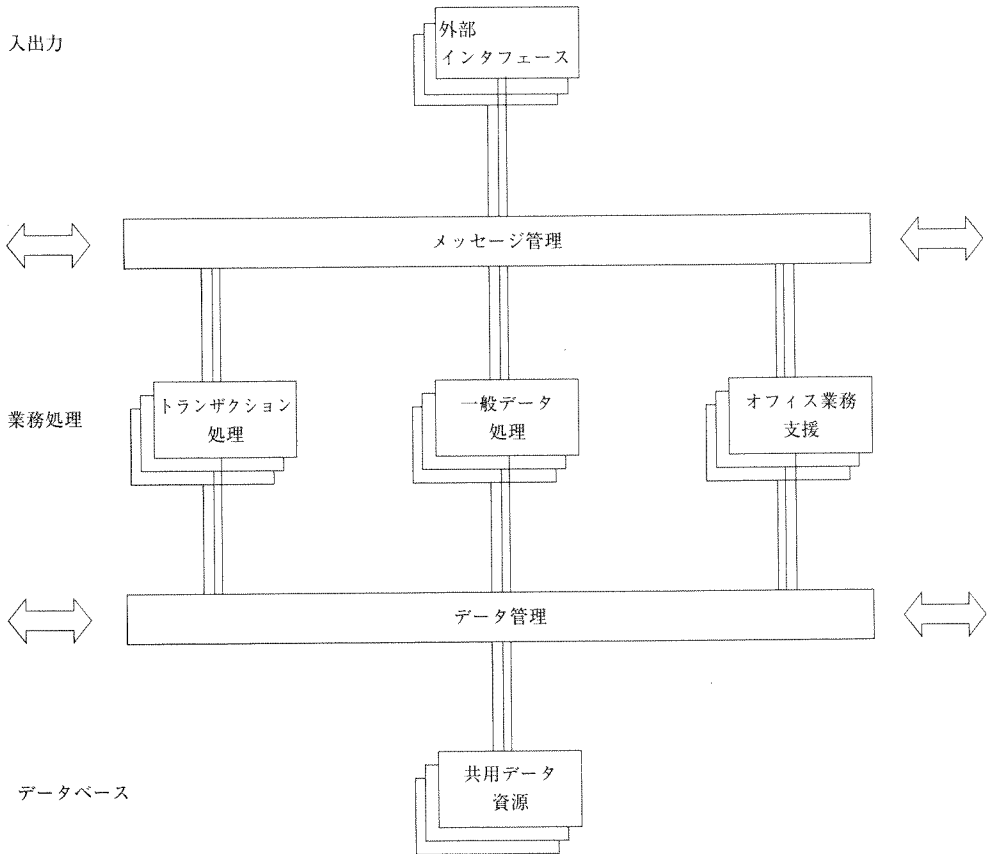 入出力
外部
インタフェース
メッセージ管理
業務処理
トランザクション
処理
一般データ
処理
オフィス業務
支援
データ管理
データベース
共用データ
資源